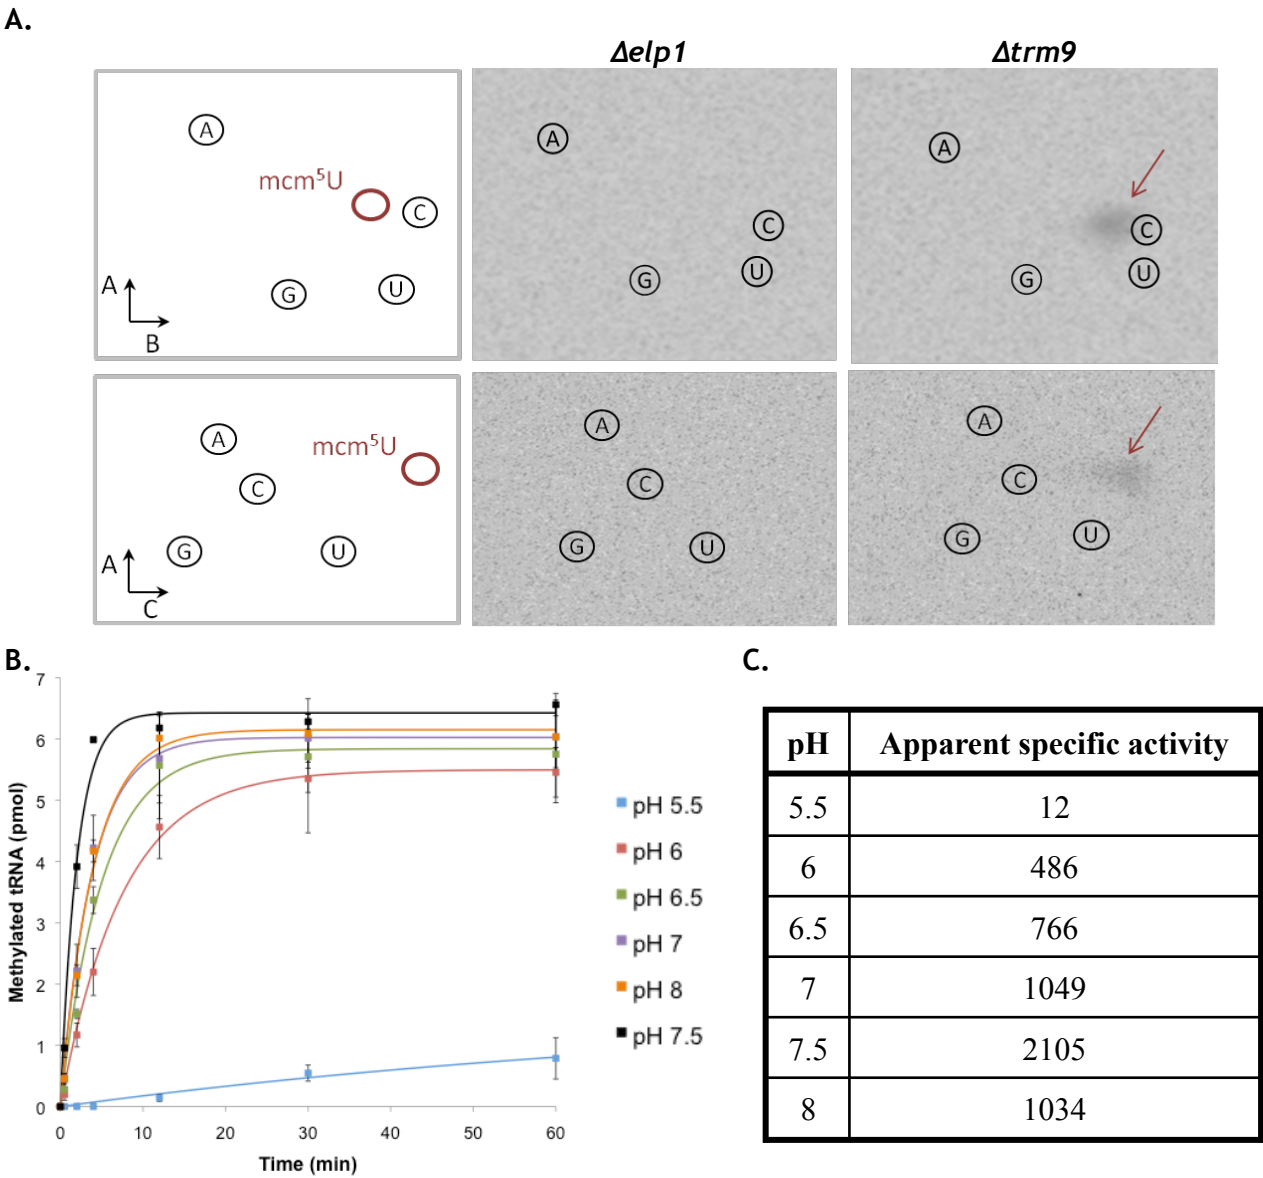 A.
Δelp1
Δtrm9
A
mcm⁵U
C
G
U
A
B
A
C
G
U
A
C
G
U
A
mcm⁵U
C
G
U
A
C
A
C
G
U
A
C
G
U
B.
7
6
5
4
3
2
1
0
0 10 20 30 40 50 60
Methylated tRNA (pmol)
Time (min)
pH 5.5
pH 6
pH 6.5
pH 7
pH 8
pH 7.5
C.
pH Apparent specific activity
5.5 12
6 486
6.5 766
7 1049
7.5 2105
8 1034